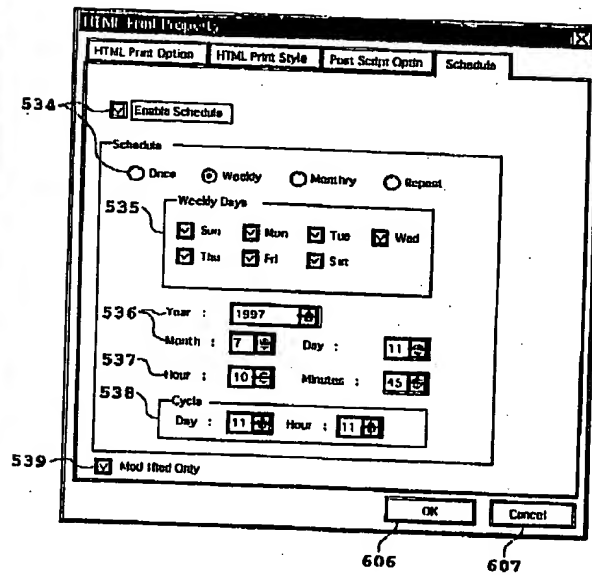 HTML Print Property
HTML Print Option HTML Print Style Post Script Optin Schedule
534 Enable Schedule
Schedule
Once Weekly Monthry Repeat
Weekly Days
535 Sun Mon Tue Wed
Thu Fri Sat
536 Year : 1997
Month : 7 Day : 11
537 Hour : 10 Minutes : 45
538 Cycle
Day : 11 Hour : 11
539 Modified Only
OK Cancel
606 607